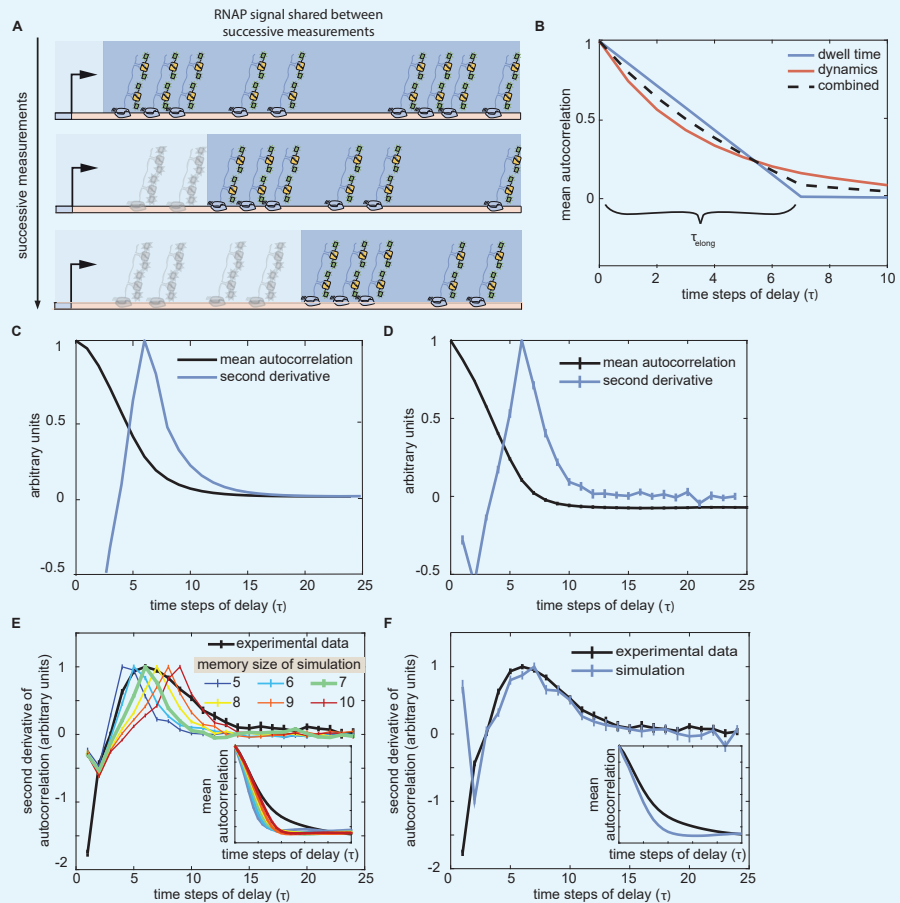 A
RNAP signal shared between
successive measurements
successive measurements
B
mean autocorrelation
1
0.5
0
dwell time
dynamics
combined
τelong
0
2
4
6
8
10
time steps of delay (τ)
C
arbitrary units
1
0.5
0
-0.5
mean autocorrelation
second derivative
0
5
10
15
20
25
time steps of delay (τ)
D
arbitrary units
1
0.5
0
-0.5
mean autocorrelation
second derivative
0
5
10
15
20
25
time steps of delay (τ)
E
second derivative of
autocorrelation (arbitrary units)
1
0
-1
-2
experimental data
memory size of simulation
5 6 7
8 9 10
mean
autocorrelation
time steps of delay (τ)
0
5
10
15
20
25
time steps of delay (τ)
F
second derivative of
autocorrelation (arbitrary units)
1
0
-1
-2
experimental data
simulation
mean
autocorrelation
time steps of delay (τ)
0
5
10
15
20
25
time steps of delay (τ)